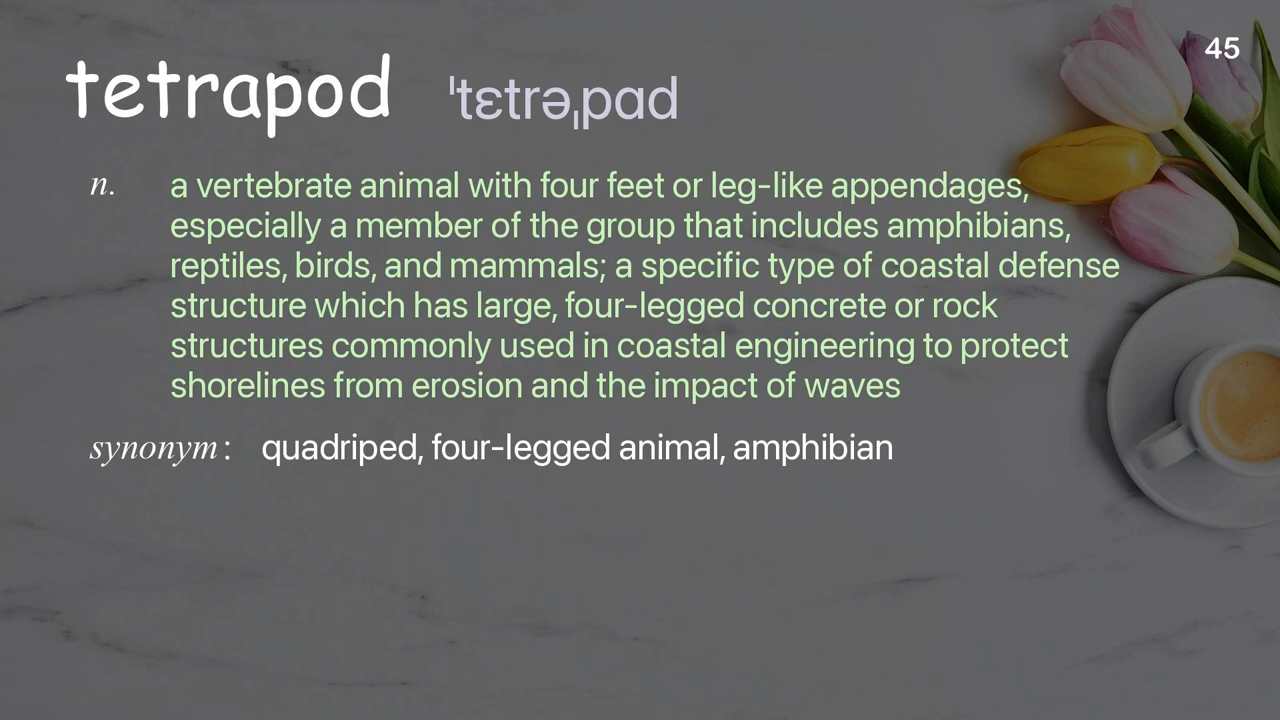 45
tetrapod ˈtɛtrəˌpɑd
n. a vertebrate animal with four feet or leg-like appendages,
especially a member of the group that includes amphibians,
reptiles, birds, and mammals; a specific type of coastal defense
structure which has large, four-legged concrete or rock
structures commonly used in coastal engineering to protect
shorelines from erosion and the impact of waves
synonym: quadriped, four-legged animal, amphibian